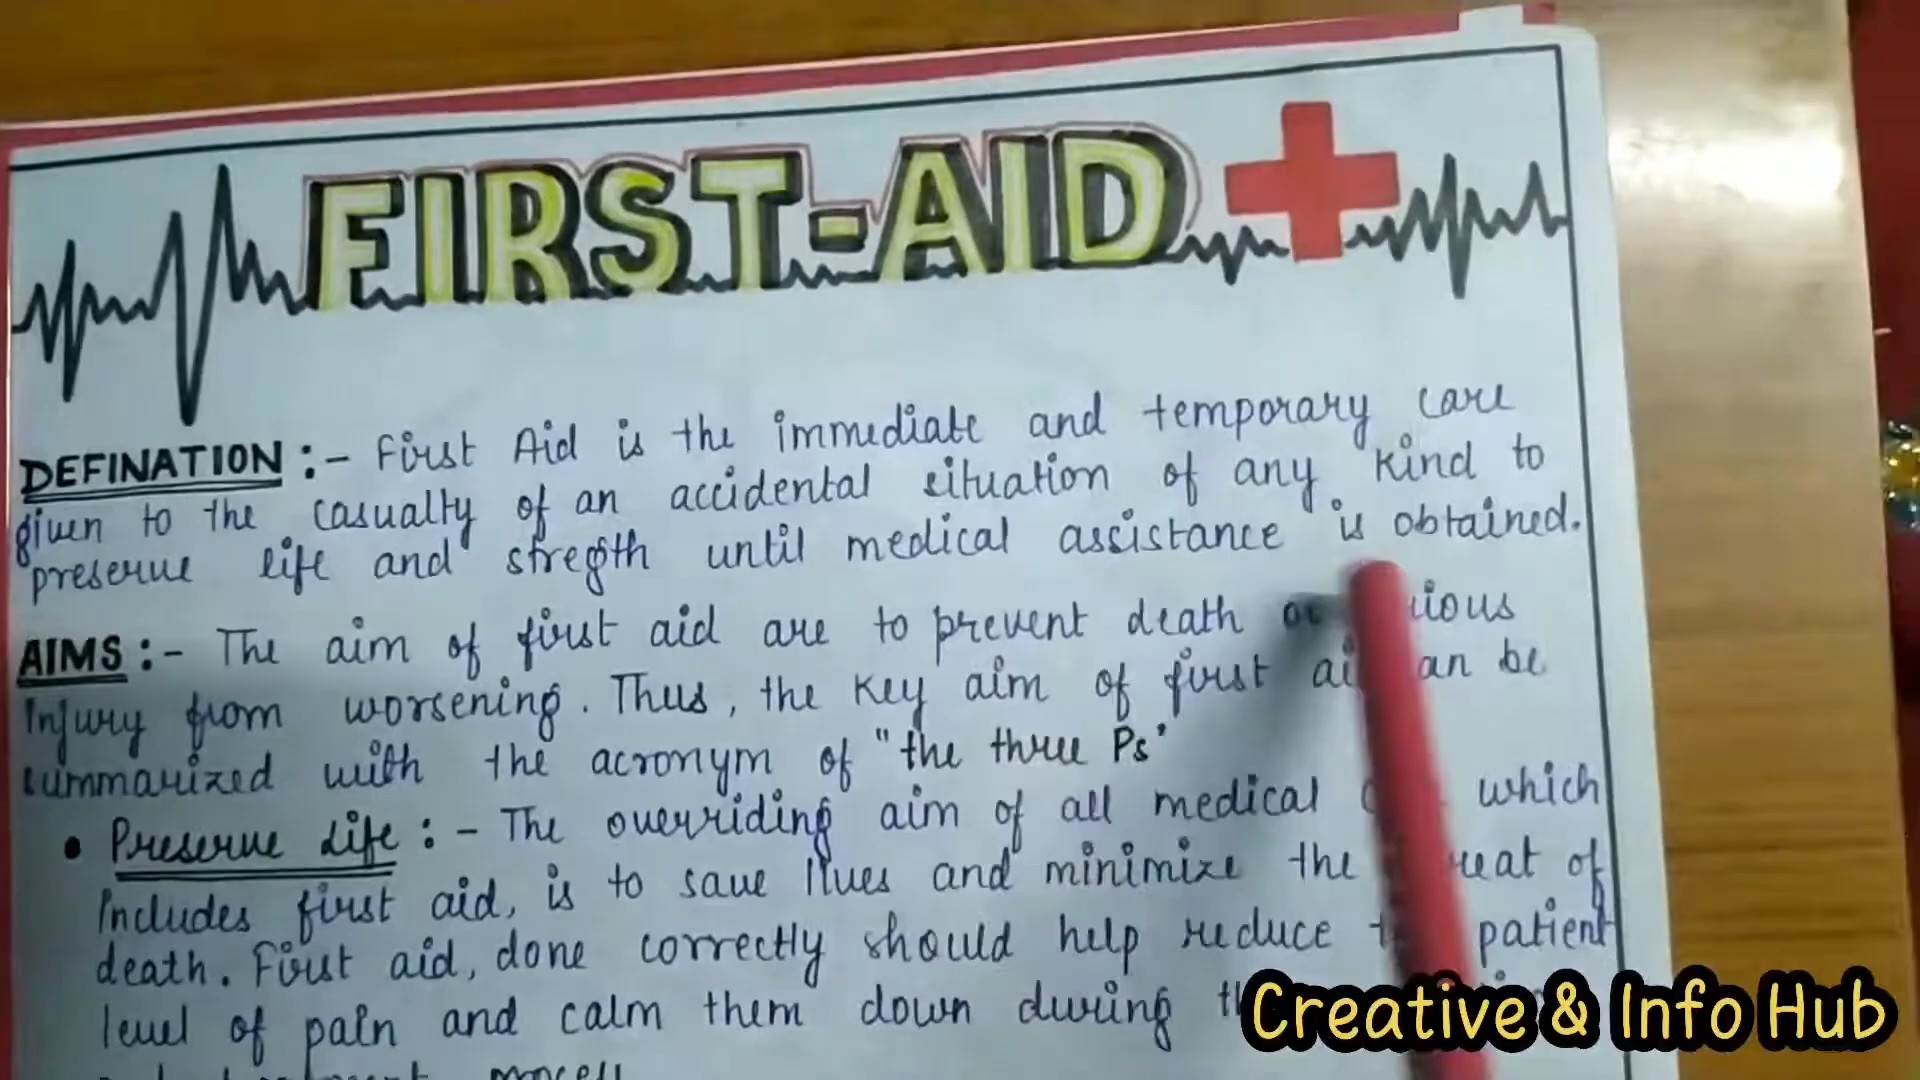 FIRST-AID
DEFINATION :- First Aid is the immediate and temporary care
given to the casualty of an accidental situation of any kind to
preserve life and stregth until medical assistance is obtained.
AIMS :- The aim of first aid are to prevent death
Injury from worsening. Thus, the key aim of first be
summarized with the acronym of "the three Ps"
• Preserve Life :- The overriding aim of all medical which
Includes first aid, is to save lives and minimize the of
death. First aid, done correctly should help reduce patient
level of pain and calm them down during
Creative & Info Hub